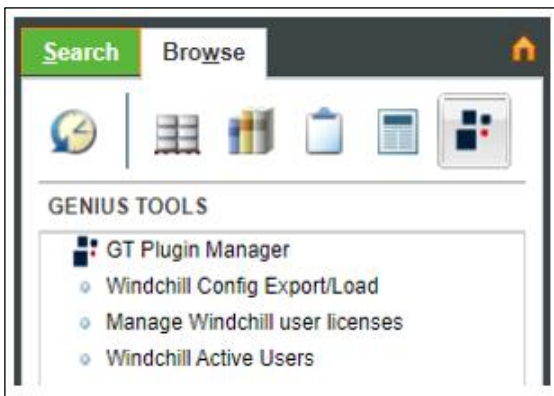 Search Browse
GENIUS TOOLS
GT Plugin Manager
Windchill Config Export/Load
Manage Windchill user licenses
Windchill Active Users